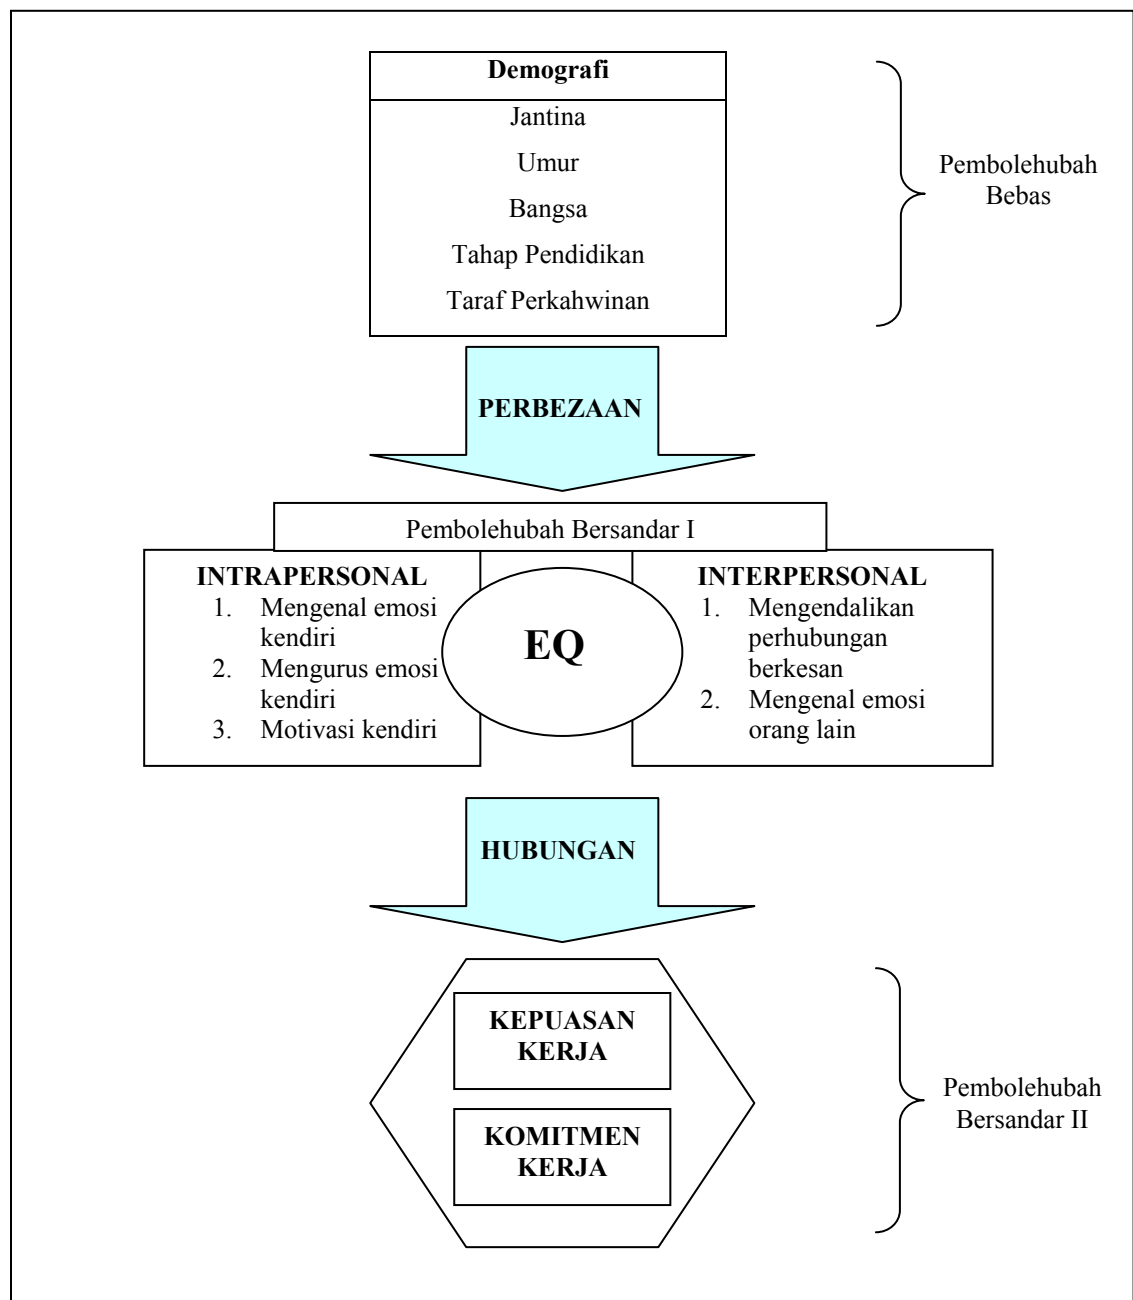 Demografi
Jantina
Umur
Bangsa
Tahap Pendidikan
Taraf Perkahwinan
Pembolehubah
Bebas
PERBEZAAN
Pembolehubah Bersandar I
INTRAPERSONAL
1. Mengenal emosi
kendiri
2. Mengurus emosi
kendiri
3. Motivasi kendiri
EQ
INTERPERSONAL
1. Mengendalikan
perhubungan
berkesan
2. Mengenal emosi
orang lain
HUBUNGAN
KEPUASAN
KERJA
KOMITMEN
KERJA
Pembolehubah
Bersandar II